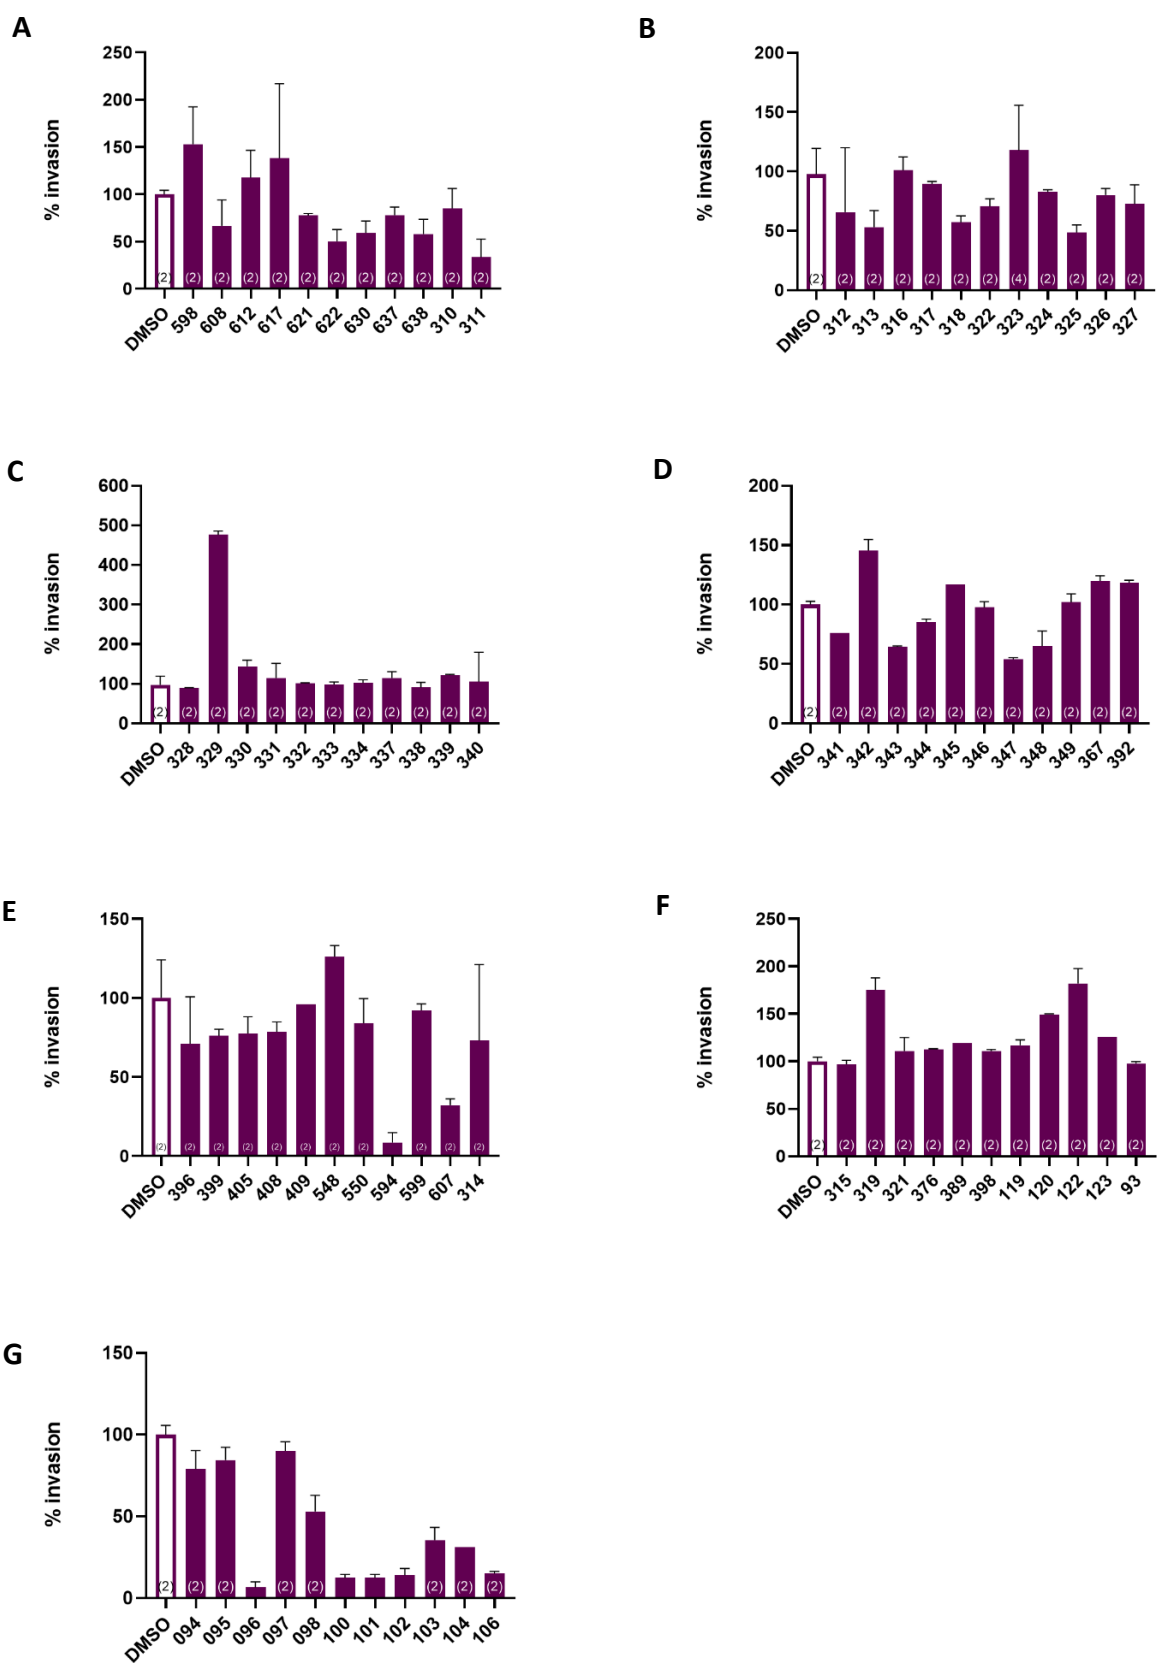 A
% invasion
250
200
150
100
50
0
(2) (2) (2) (2) (2) (2) (2) (2) (2) (2) (2) (2)
DMSO 598 608 612 617 621 622 630 637 638 310 311
B
% invasion
200
150
100
50
0
(2) (2) (2) (2) (2) (2) (2) (4) (2) (2) (2) (2)
DMSO 312 313 316 317 318 322 323 324 325 326 327
C
% invasion
600
500
400
300
200
100
0
(2) (2) (2) (2) (2) (2) (2) (2) (2) (2) (2) (2)
DMSO 328 329 330 331 332 333 334 337 338 339 340
D
% invasion
200
150
100
50
0
(2) (2) (2) (2) (2) (2) (2) (2) (2) (2) (2) (2)
DMSO 341 342 343 344 345 346 347 348 349 367 392
E
% invasion
150
100
50
0
(2) (2) (2) (2) (2) (2) (2) (2) (2) (2) (2)
DMSO 396 399 405 408 409 548 550 594 599 607 314
F
% invasion
250
200
150
100
50
0
(2) (2) (2) (2) (2) (2) (2) (2) (2) (2) (2) (2)
DMSO 315 319 321 376 389 398 119 120 122 123 93
G
% invasion
150
100
50
0
(2) (2) (2) (2) (2) (2) (2) (2)
DMSO 094 095 096 097 098 100 101 102 103 104 106